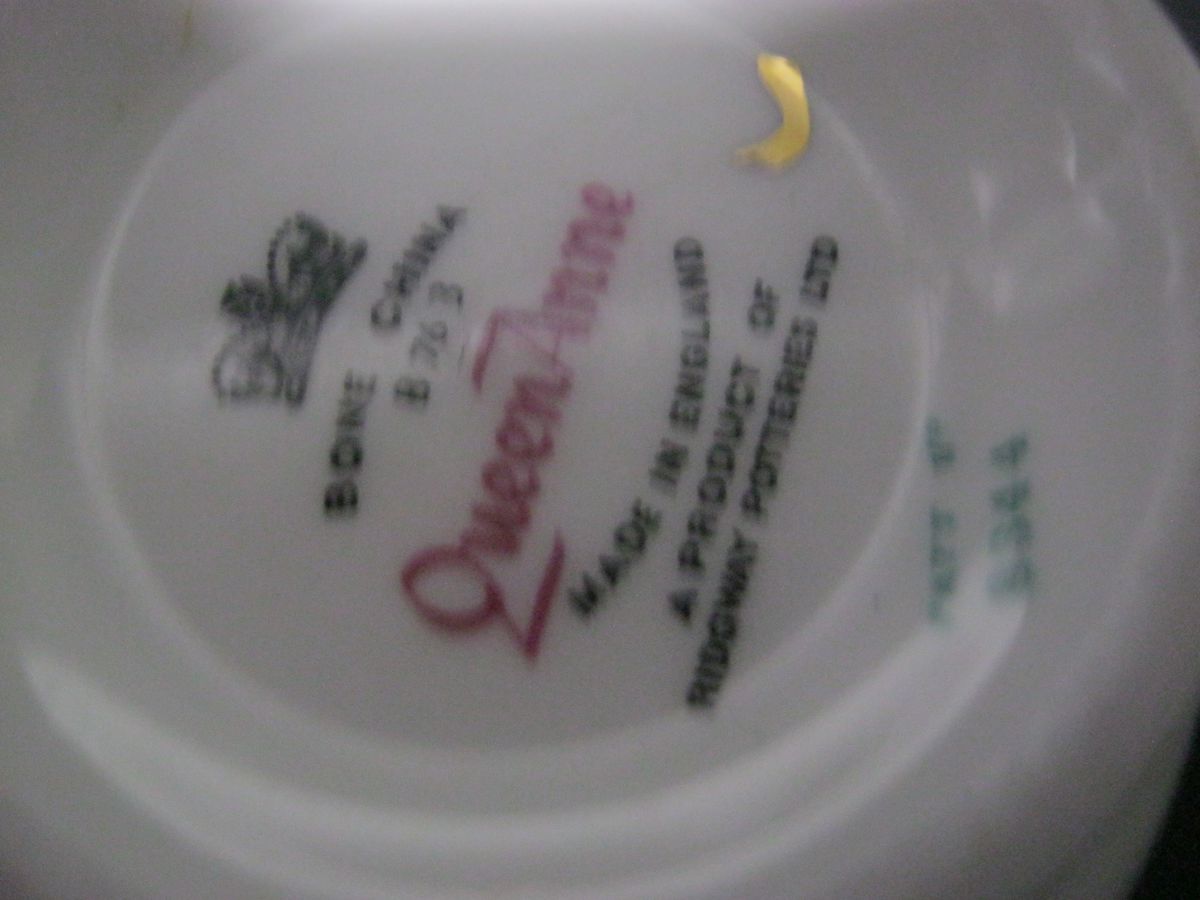 BONE CHINA
B 763
Queen Anne
MADE IN ENGLAND
A PRODUCT OF
RIDGWAY POTTERIES LTD